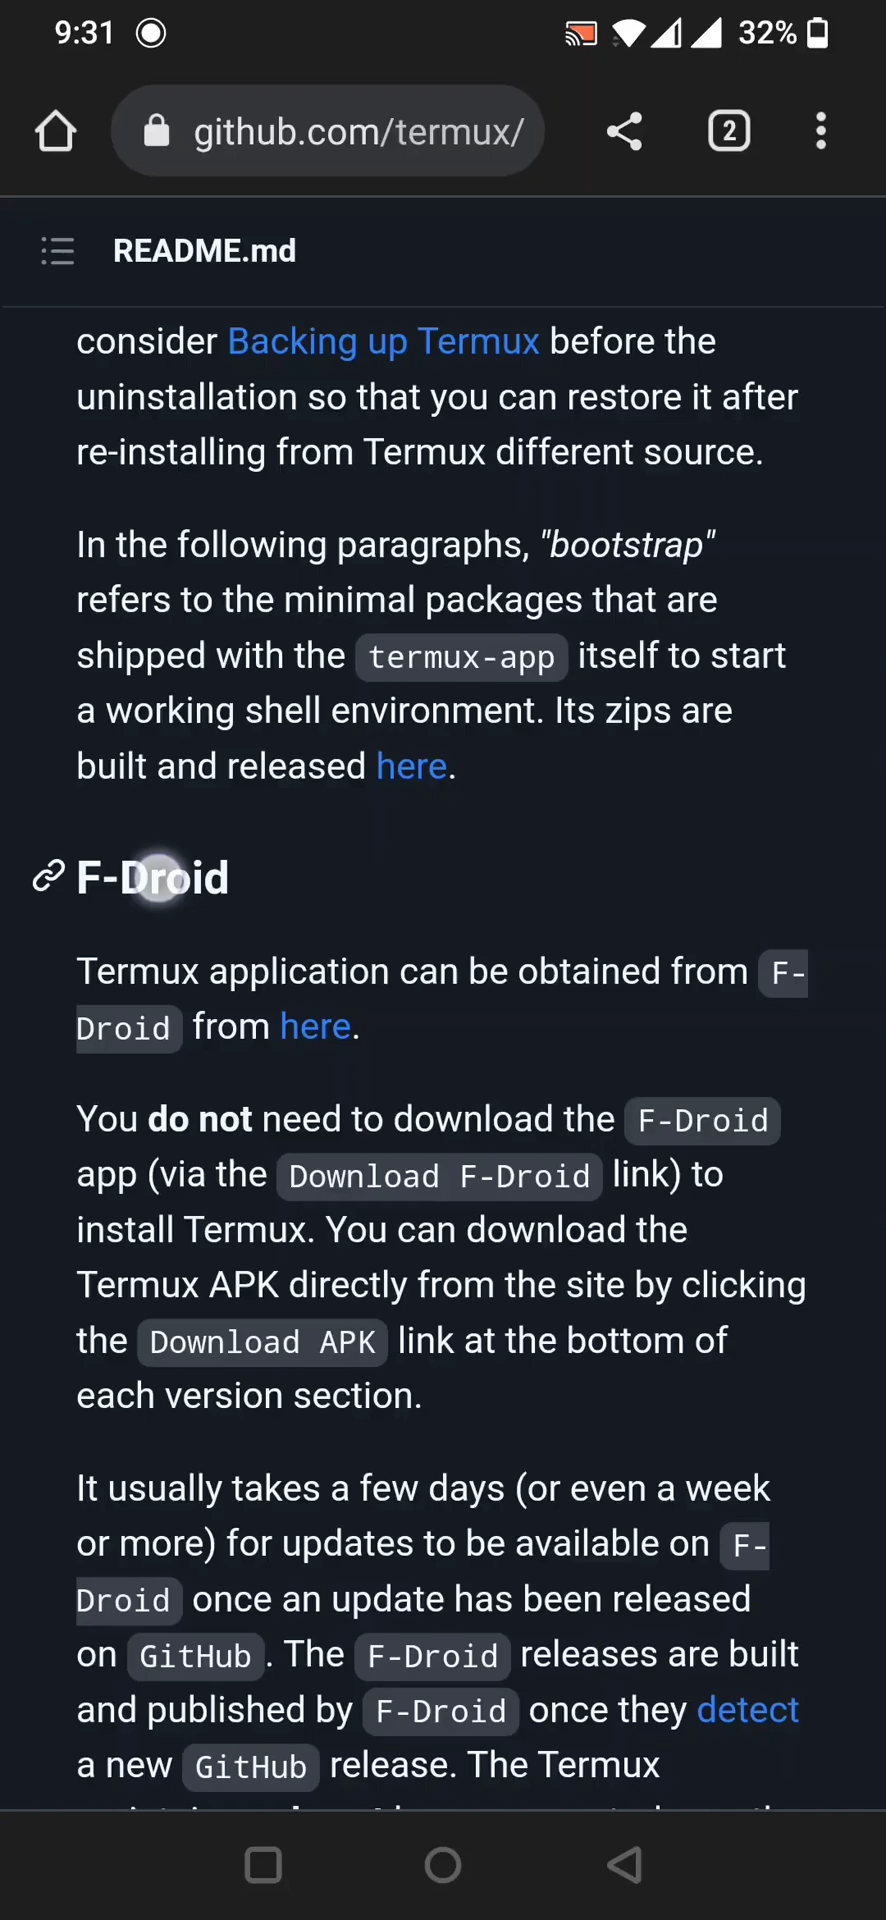 9:31
32%
github.com/termux/
2
README.md
consider Backing up Termux before the
uninstallation so that you can restore it after
re-installing from Termux different source.
In the following paragraphs, "bootstrap"
refers to the minimal packages that are
shipped with the termux-app itself to start
a working shell environment. Its zips are
built and released here.
F-Droid
Termux application can be obtained from F-
Droid from here.
You do not need to download the F-Droid
app (via the Download F-Droid link) to
install Termux. You can download the
Termux APK directly from the site by clicking
the Download APK link at the bottom of
each version section.
It usually takes a few days (or even a week
or more) for updates to be available on F-
Droid once an update has been released
on GitHub. The F-Droid releases are built
and published by F-Droid once they detect
a new GitHub release. The Termux